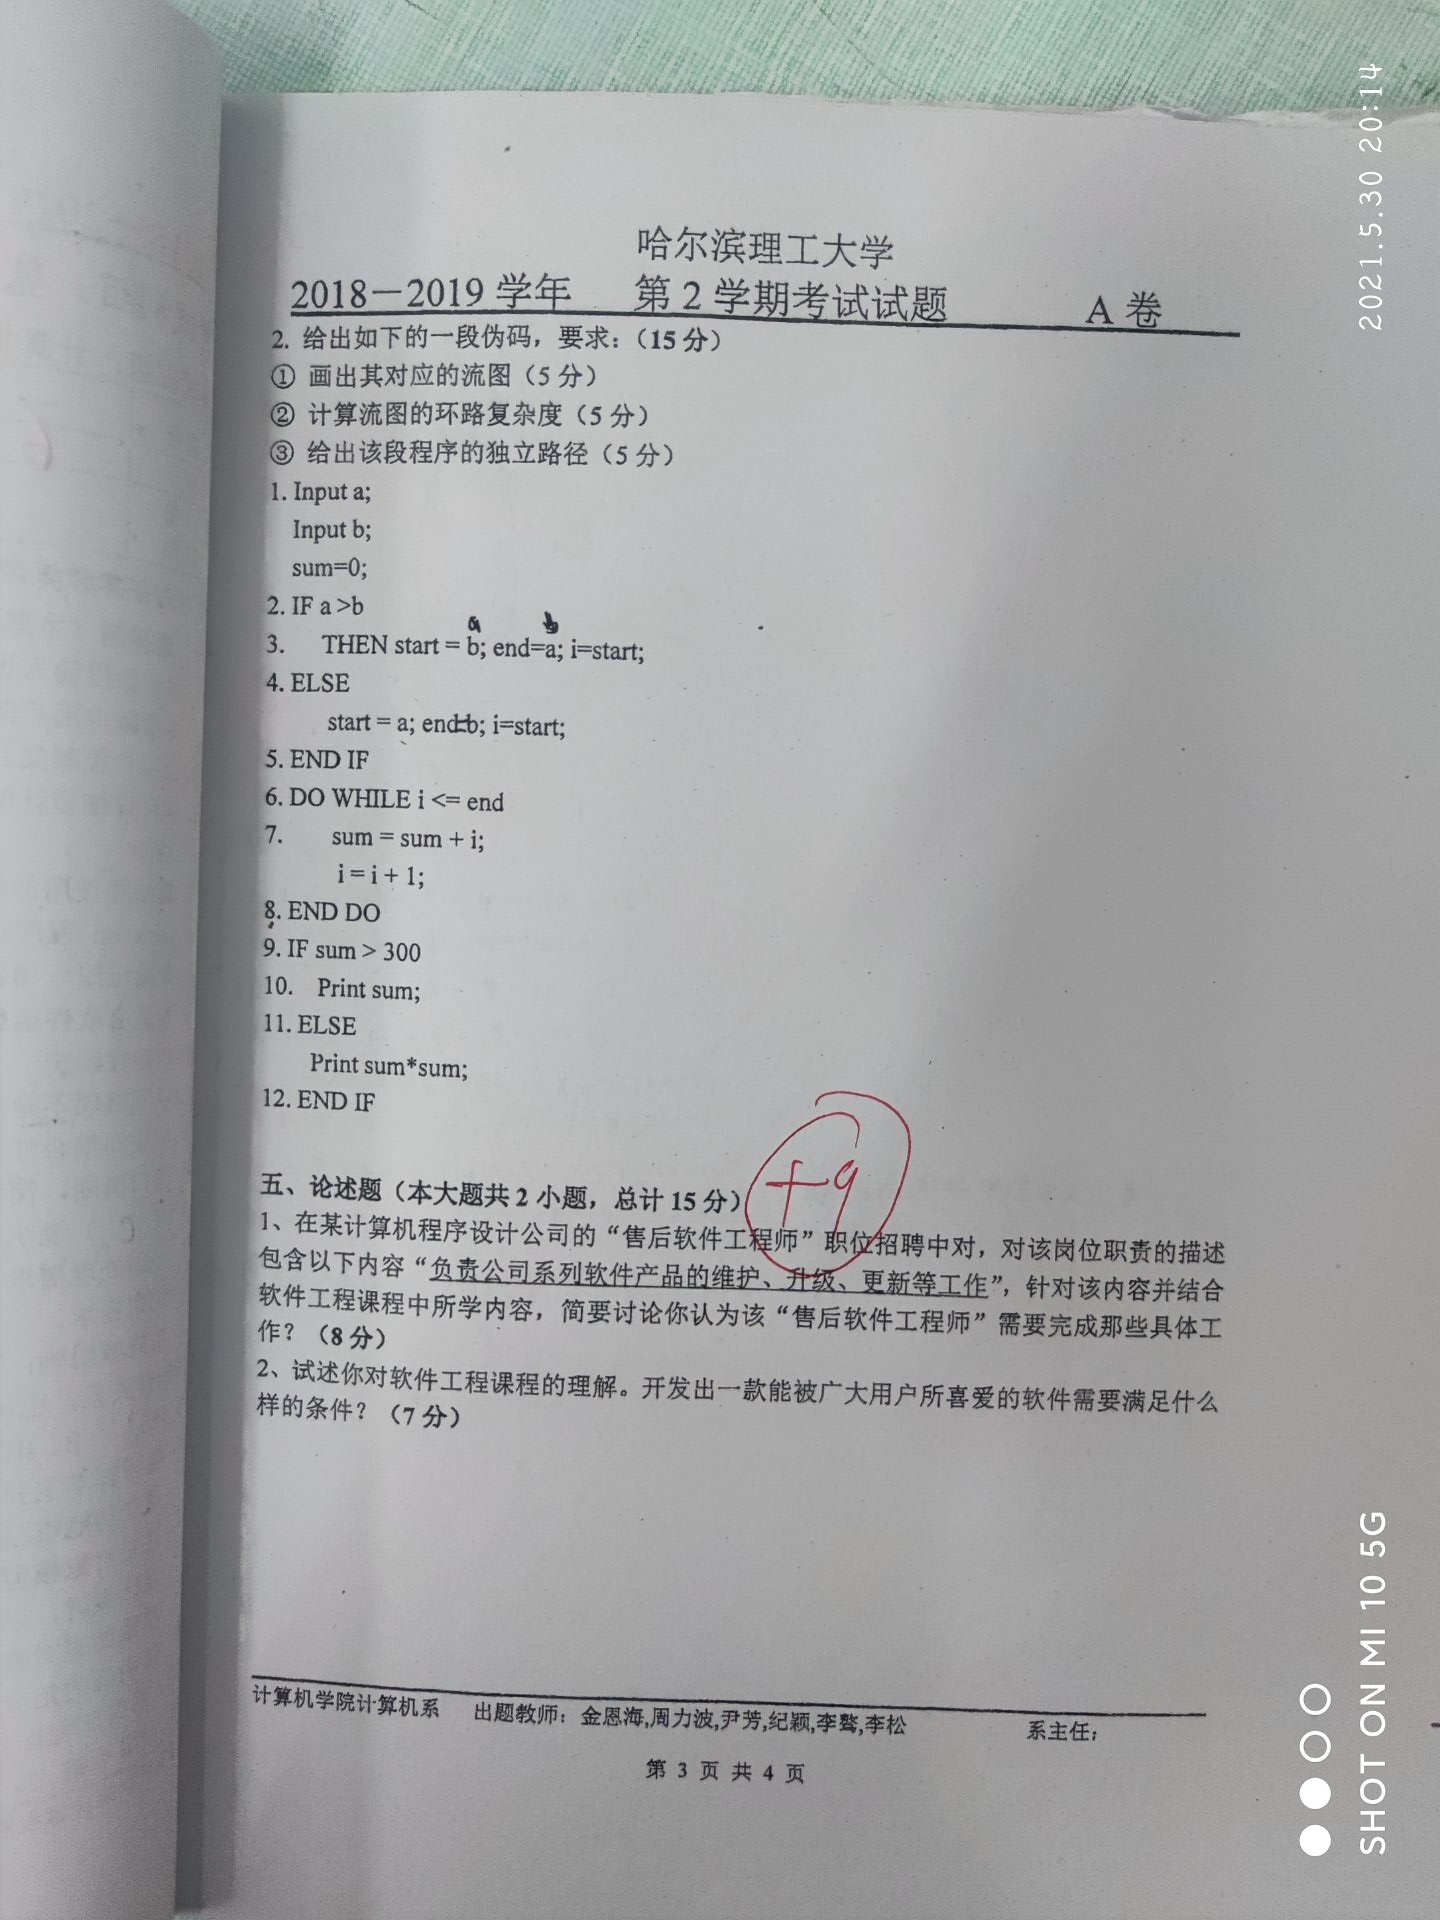 哈尔滨理工大学
2018－2019 学年 第 2 学期考试试题 A 卷
2. 给出如下的一段伪码，要求：（15 分）
① 画出其对应的流图（5 分）
② 计算流图的环路复杂度（5 分）
③ 给出该段程序的独立路径（5 分）
1. Input a;
Input b;
sum=0;
2. IF a >b
a b
3. THEN start = b; end=a; i=start;
4. ELSE
start = a; end=b; i=start;
5. END IF
6. DO WHILE i <= end
7. sum = sum + i;
i = i + 1;
8. END DO
9. IF sum > 300
10. Print sum;
11. ELSE
Print sum*sum;
12. END IF
+9
五、论述题（本大题共 2 小题，总计 15 分）
1、在某计算机程序设计公司的“售后软件工程师”职位招聘中对，对该岗位职责的描述
包含以下内容“负责公司系列软件产品的维护、升级、更新等工作”，针对该内容并结合
软件工程课程中所学内容，简要讨论你认为该“售后软件工程师”需要完成那些具体工
作？（8 分）
2、试述你对软件工程课程的理解。开发出一款能被广大用户所喜爱的软件需要满足什么
样的条件？（7 分）
计算机学院计算机系 出题教师：金恩海,周力波,尹芳,纪颖,李骜,李松 系主任：
第 3 页 共 4 页
2021.5.30 20:14
SHOT ON MI 10 5G